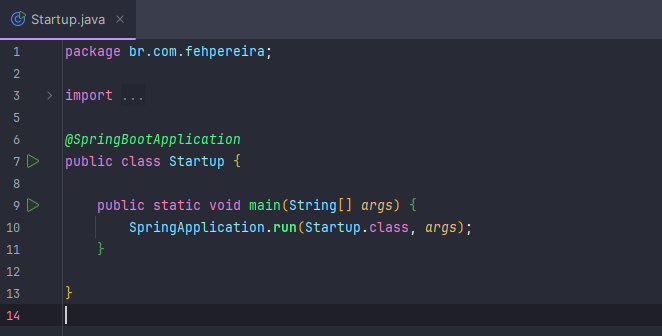 Startup.java
1 package br.com.fehpereira;
2
3 import ...
5
6 @SpringBootApplication
7 public class Startup {
8
9 public static void main(String[] args) {
10 SpringApplication.run(Startup.class, args);
11 }
12
13 }
14